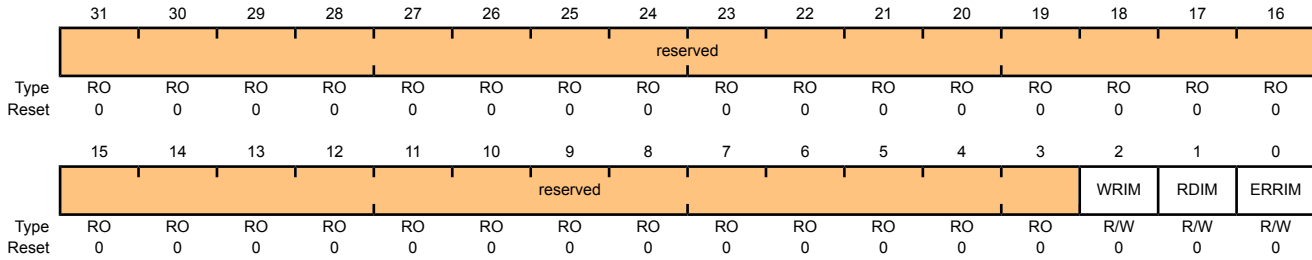 31 30 29 28 27 26 25 24 23 22 21 20 19 18 17 16
reserved
Type RO RO RO RO RO RO RO RO RO RO RO RO RO RO RO RO
Reset 0 0 0 0 0 0 0 0 0 0 0 0 0 0 0 0
15 14 13 12 11 10 9 8 7 6 5 4 3 2 1 0
reserved WRIM RDIM ERRIM
Type RO RO RO RO RO RO RO RO RO RO RO RO RO R/W R/W R/W
Reset 0 0 0 0 0 0 0 0 0 0 0 0 0 0 0 0